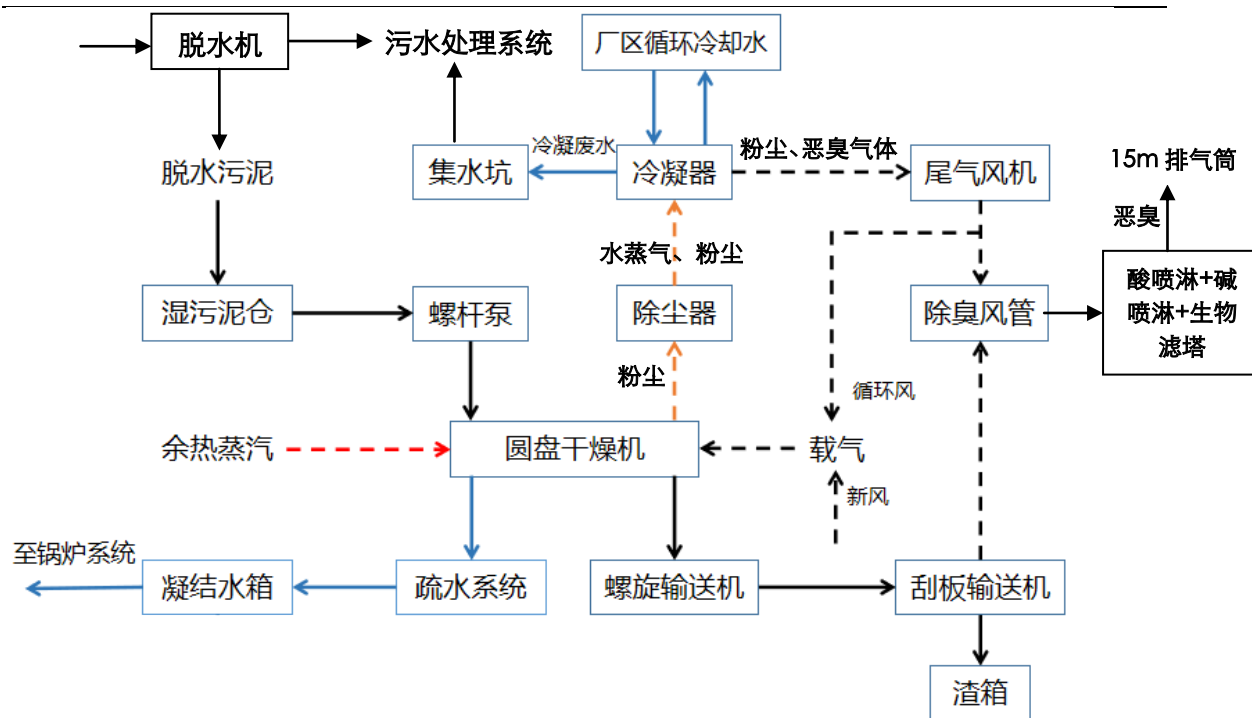 脱水机
污水处理系统
厂区循环冷却水
脱水污泥
集水坑
冷凝废水
冷凝器
粉尘、恶臭气体
尾气风机
15m 排气筒
恶臭
水蒸气、粉尘
湿污泥仓
螺杆泵
除尘器
除臭风管
酸喷淋+碱
喷淋+生物
滤塔
粉尘
循环风
余热蒸汽
圆盘干燥机
载气
新风
至锅炉系统
凝结水箱
疏水系统
螺旋输送机
刮板输送机
渣箱